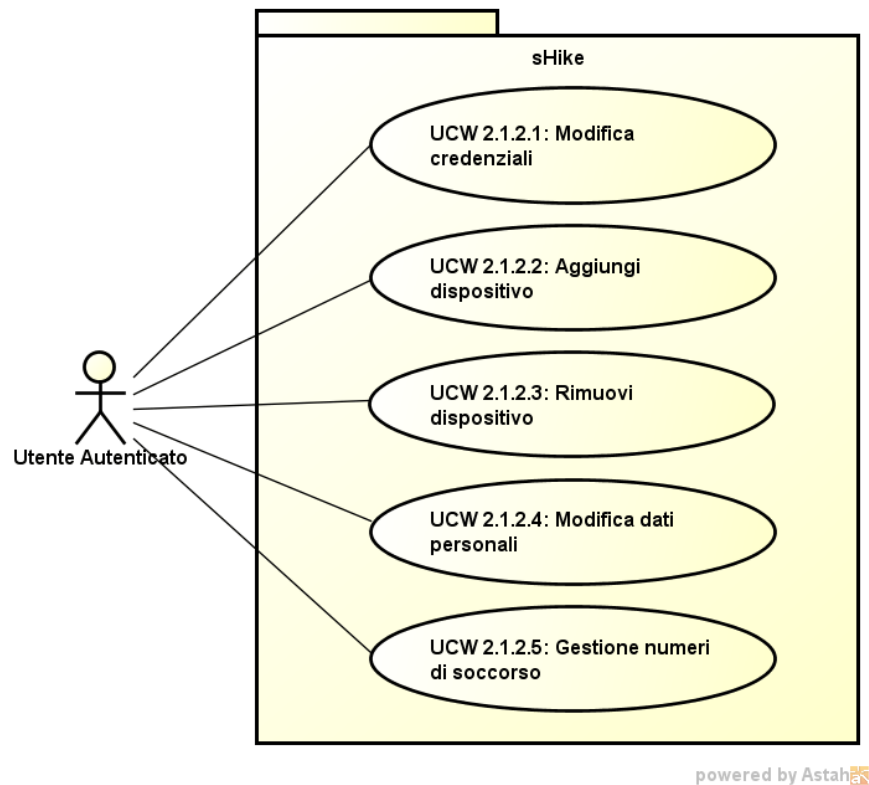 sHike
UCW 2.1.2.1: Modifica
credenziali
UCW 2.1.2.2: Aggiungi
dispositivo
UCW 2.1.2.3: Rimuovi
dispositivo
Utente Autenticato
UCW 2.1.2.4: Modifica dati
personali
UCW 2.1.2.5: Gestione numeri
di soccorso
powered by Astah